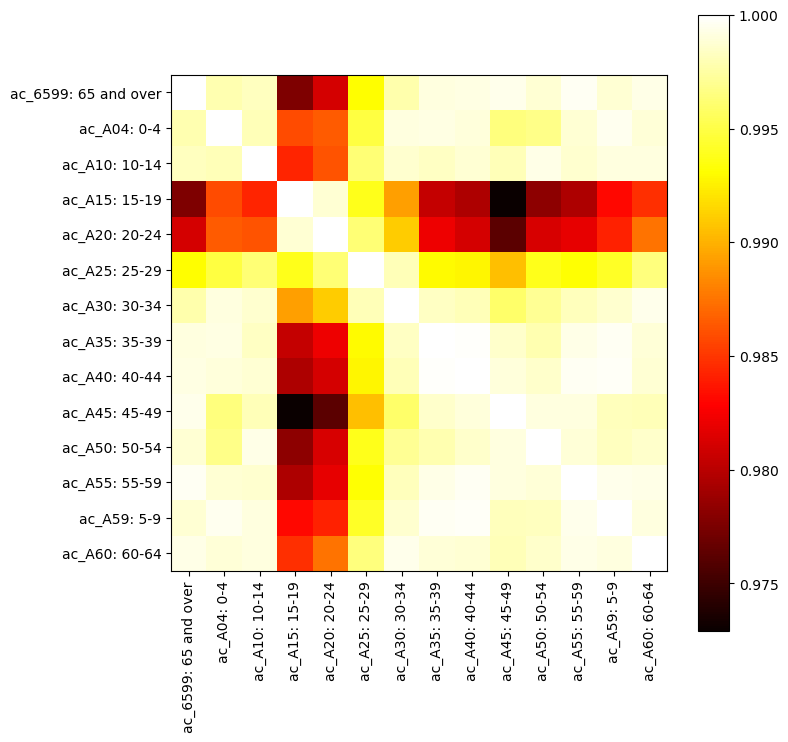 ac_6599: 65 and over
ac_A04: 0-4
ac_A10: 10-14
ac_A15: 15-19
ac_A20: 20-24
ac_A25: 25-29
ac_A30: 30-34
ac_A35: 35-39
ac_A40: 40-44
ac_A45: 45-49
ac_A50: 50-54
ac_A55: 55-59
ac_A59: 5-9
ac_A60: 60-64
ac_6599: 65 and over
ac_A04: 0-4
ac_A10: 10-14
ac_A15: 15-19
ac_A20: 20-24
ac_A25: 25-29
ac_A30: 30-34
ac_A35: 35-39
ac_A40: 40-44
ac_A45: 45-49
ac_A50: 50-54
ac_A55: 55-59
ac_A59: 5-9
ac_A60: 60-64
1.000
0.995
0.990
0.985
0.980
0.975